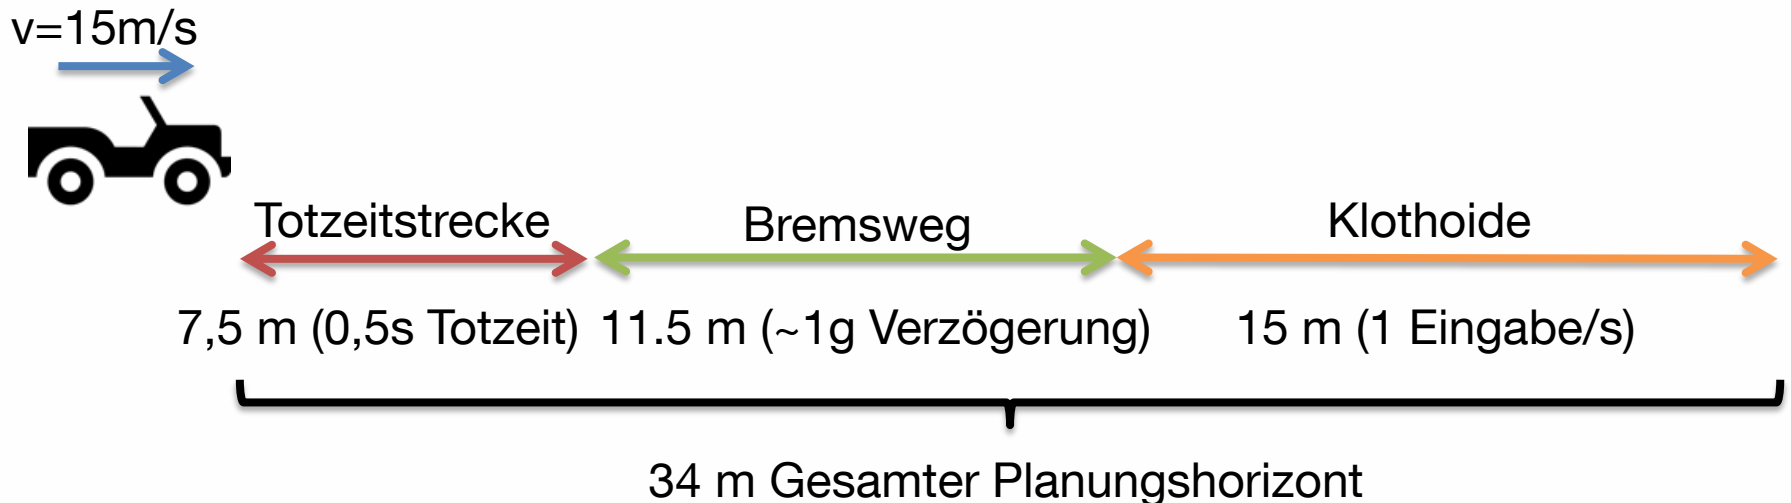 v=15m/s
Totzeitstrecke Bremsweg Klothoide
7,5 m (0,5s Totzeit) 11.5 m (~1g Verzögerung) 15 m (1 Eingabe/s)
34 m Gesamter Planungshorizont